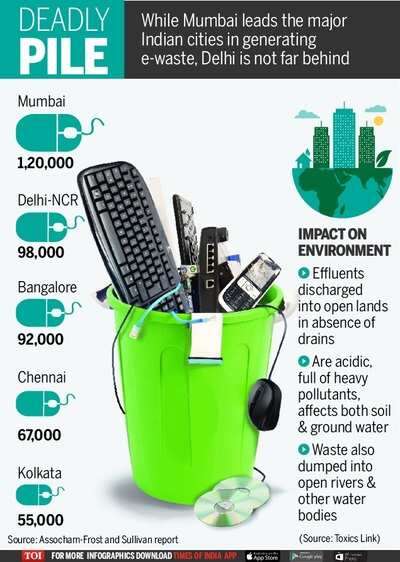 DEADLY
PILE
While Mumbai leads the major
Indian cities in generating
e-waste, Delhi is not far behind
Mumbai
1,20,000
Delhi-NCR
98,000
Bangalore
92,000
Chennai
67,000
Kolkata
55,000
IMPACT ON
ENVIRONMENT
Effluents
discharged
into open lands
in absence of
drains
Are acidic,
full of heavy
pollutants,
affects both soil
& ground water
Waste also
dumped into
open rivers &
other water
bodies
Source: Assocham-Frost and Sullivan report
(Source: Toxics Link)
TOI FOR MORE INFOGRAPHICS DOWNLOAD TIMES OF INDIA APP
App Store
Google play